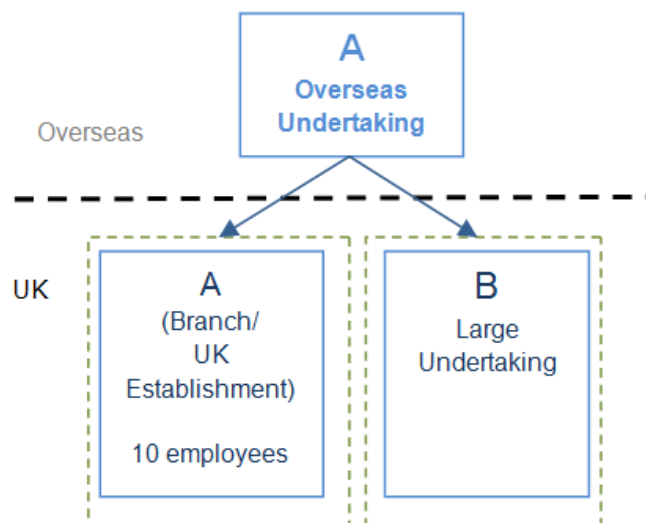 A
Overseas
Undertaking
Overseas
UK
A
(Branch/
UK
Establishment)
10 employees
B
Large
Undertaking